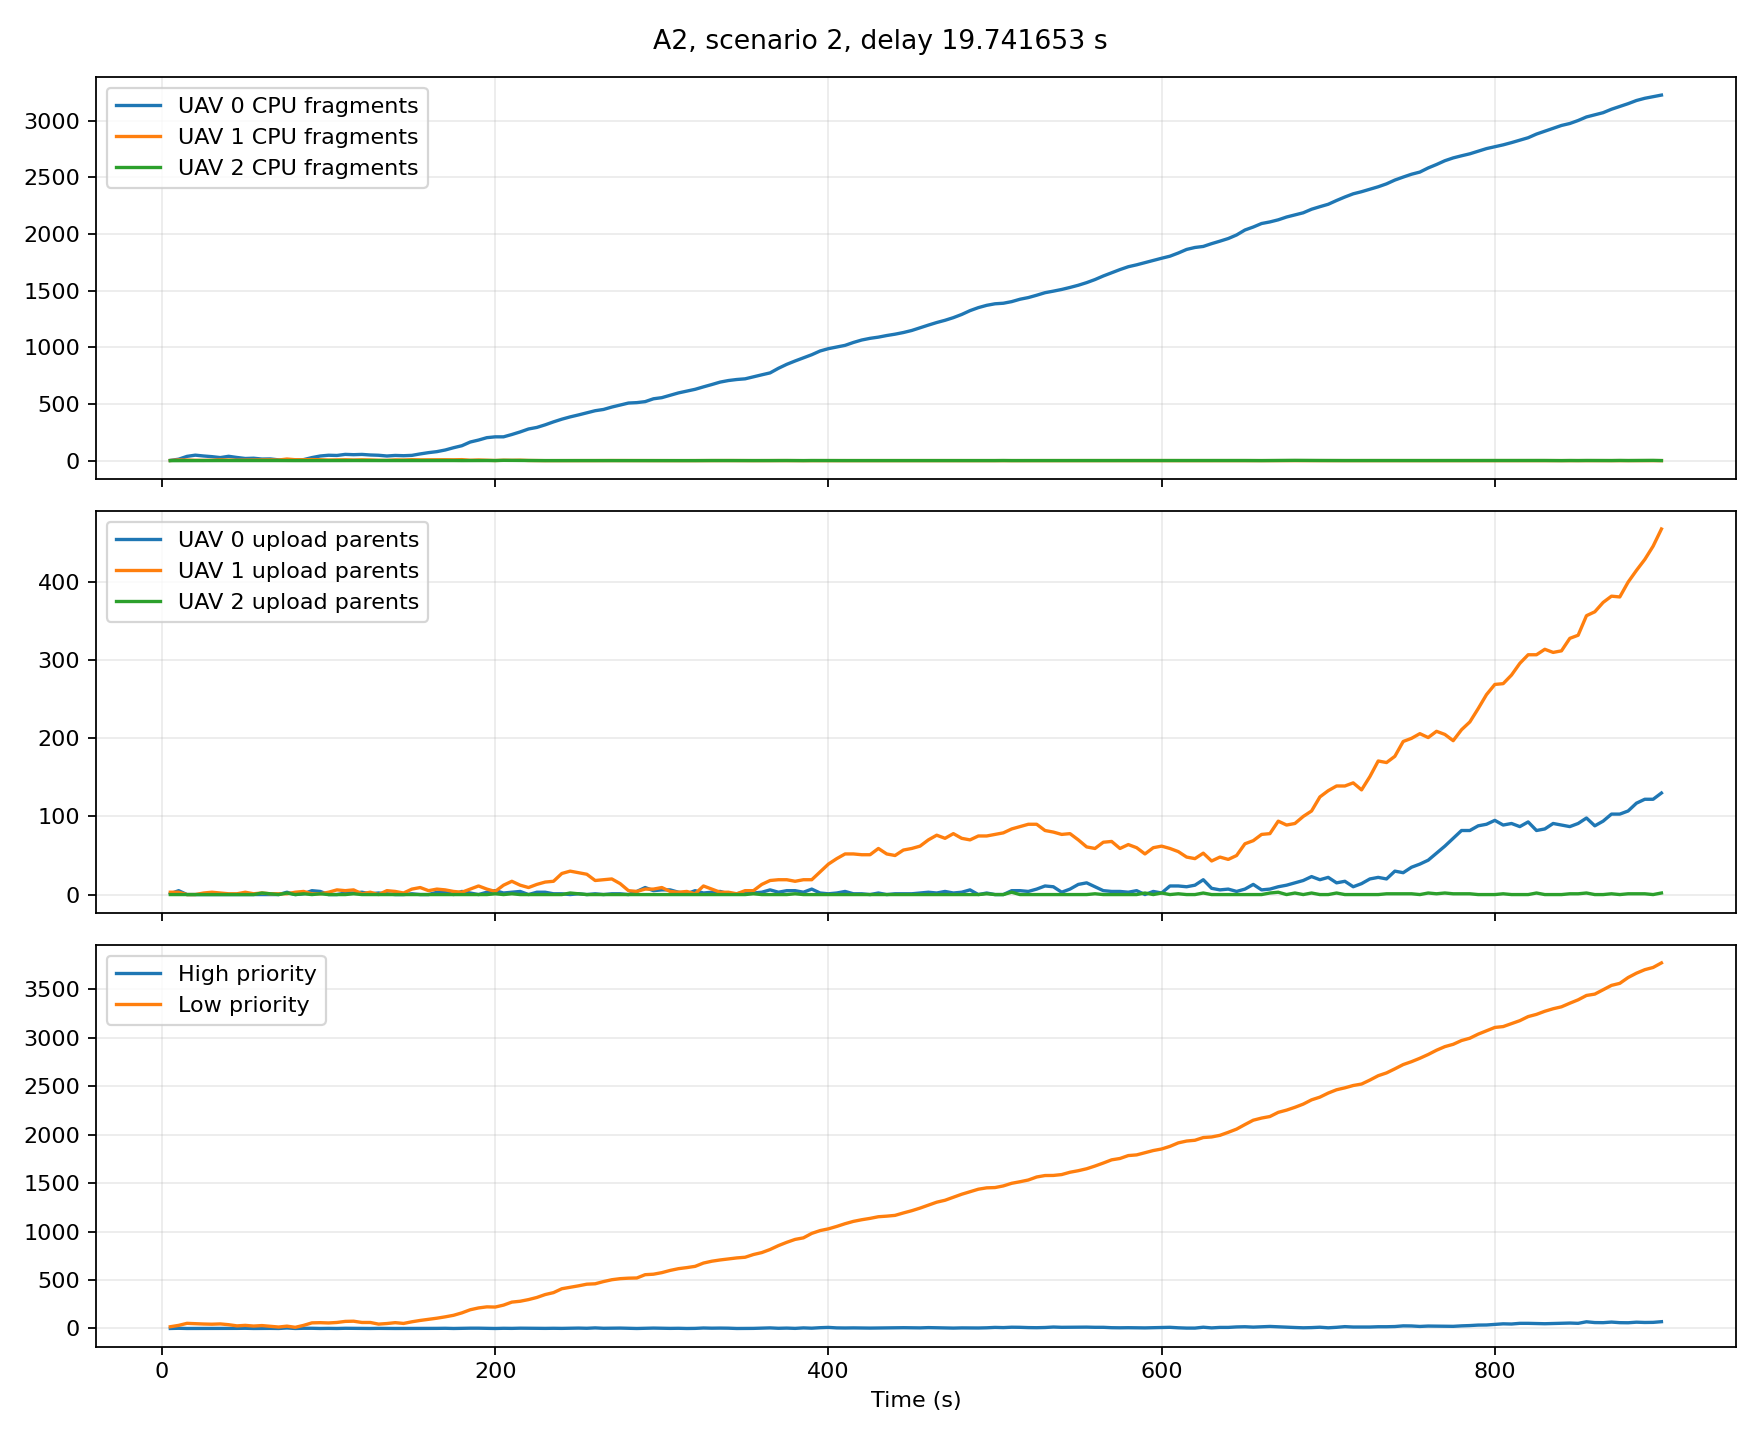 A2, scenario 2, delay 19.741653 s
UAV 0 CPU fragments
UAV 1 CPU fragments
UAV 2 CPU fragments
3000
2500
2000
1500
1000
500
0
UAV 0 upload parents
UAV 1 upload parents
UAV 2 upload parents
400
300
200
100
0
High priority
Low priority
3500
3000
2500
2000
1500
1000
500
0
0 200 400 600 800
Time (s)